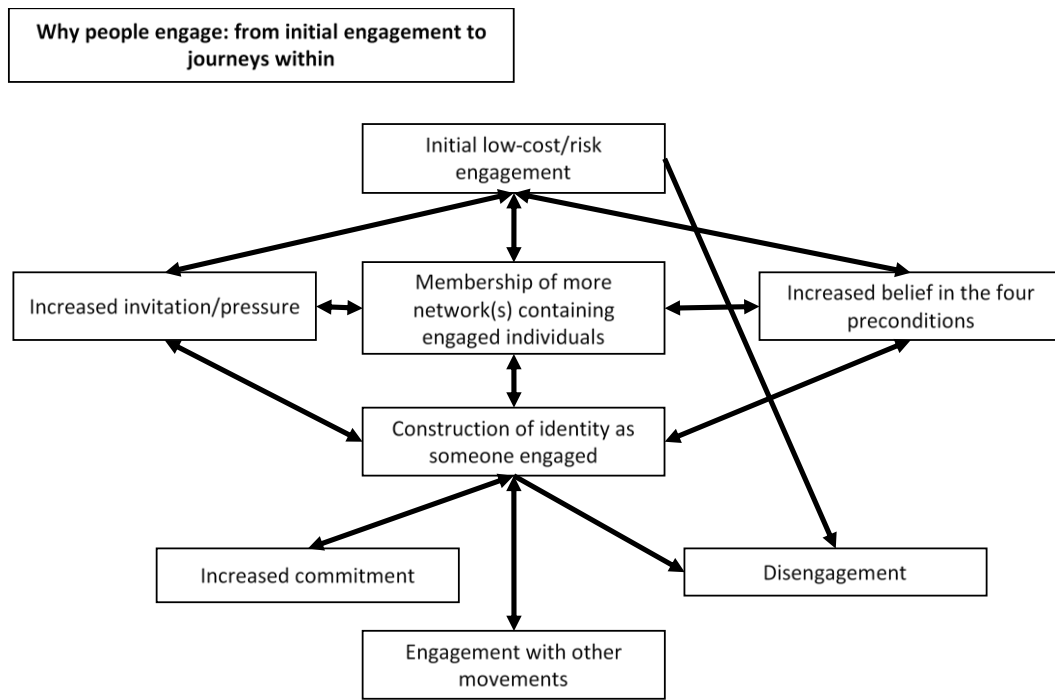 Why people engage: from initial engagement to
journeys within
Initial low-cost/risk
engagement
Increased invitation/pressure
Membership of more
network(s) containing
engaged individuals
Increased belief in the four
preconditions
Construction of identity as
someone engaged
Increased commitment
Disengagement
Engagement with other
movements